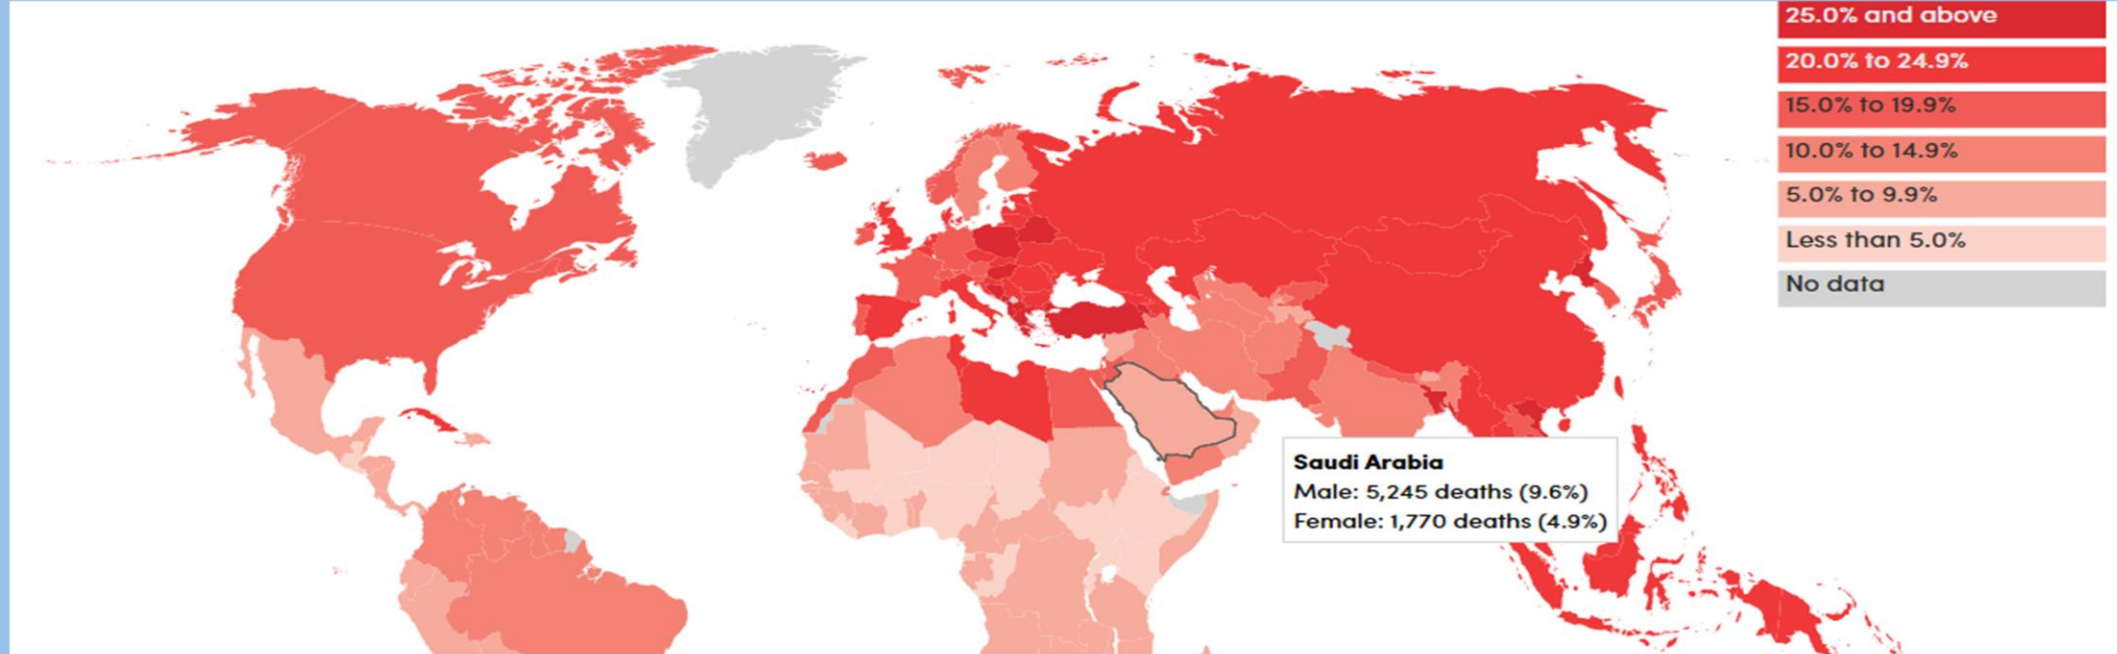 25.0% and above
20.0% to 24.9%
15.0% to 19.9%
10.0% to 14.9%
5.0% to 9.9%
Less than 5.0%
No data
Saudi Arabia
Male: 5,245 deaths (9.6%)
Female: 1,770 deaths (4.9%)